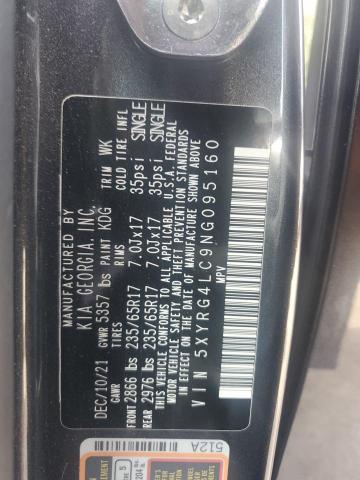 MANUFACTURED BY
KIA GEORGIA, INC.
DEC/10/21 GVWR 5357 lbs PAINT KDG TRIM WK
GAWR TIRES RIMS COLD TIRE INFL
FRONT 2866 lbs 235/65R17 7.0Jx17 35psi SINGLE
REAR 2976 lbs 235/65R17 7.0Jx17 35psi SINGLE
THIS VEHICLE CONFORMS TO ALL APPLICABLE U.S.A. FEDERAL
MOTOR VEHICLE SAFETY AND THEFT PREVENTION STANDARDS
IN EFFECT ON THE DATE OF MANUFACTURE SHOWN ABOVE.
VIN 5XYRG4LC9NG095160
MPV
512A